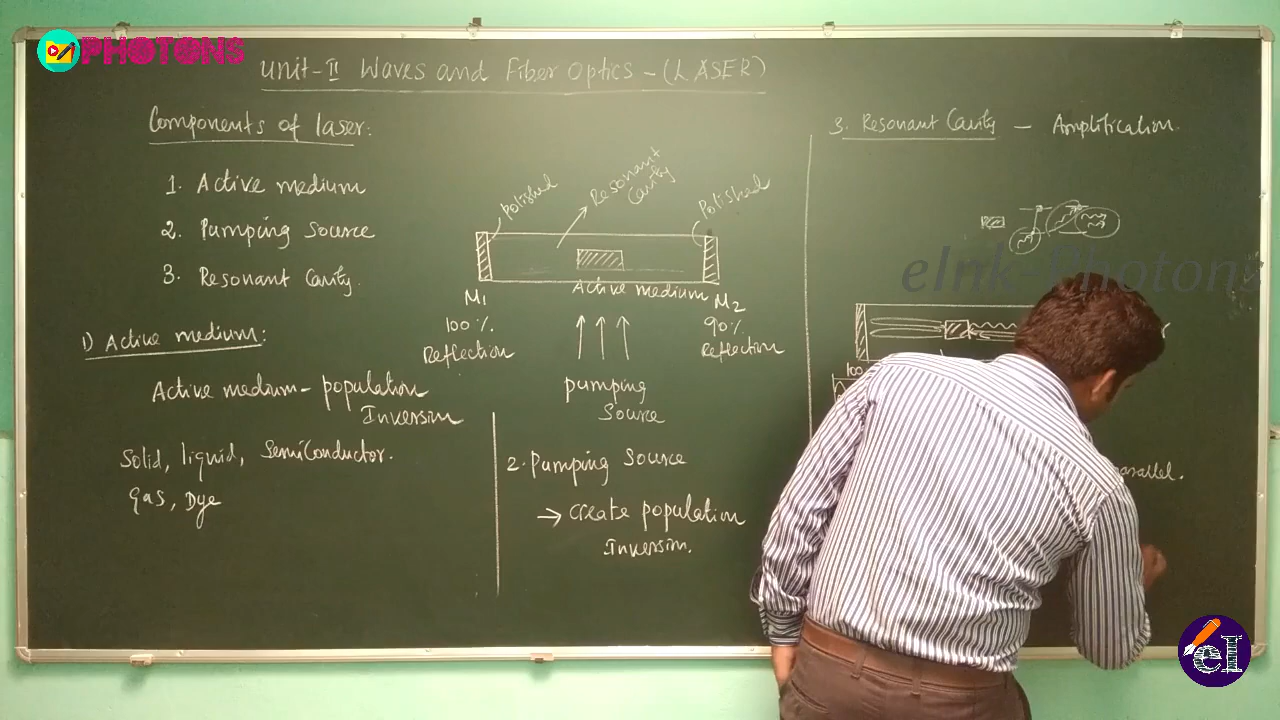 PHOTONS
Unit-II Waves and Fiber Optics - (LASER)
Components of laser:
1. Active medium
2. Pumping Source
3. Resonant Cavity.
1) Active medium:
Active medium - population
Inversion
Solid, liquid, Semiconductor.
gas, Dye
polished
Resonant
Cavity
Polished
Active medium
M1
100%
Reflection
M2
90%
Reflection
pumping
Source
2. Pumping Source
→ Create population
Inversion.
3. Resonant Cavity - Amplification.
eInk-Photons
100
parallel.
eI